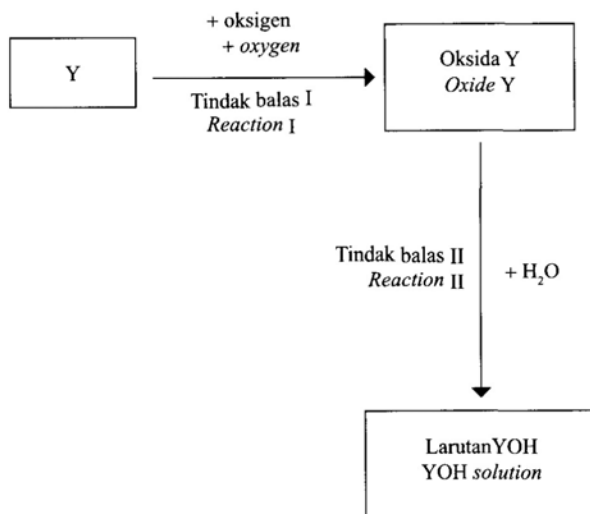 + oksigen
+ oxygen
Y
Tindak balas I
Reaction I
Oksida Y
Oxide Y
Tindak balas II
Reaction II
+ H₂O
LarutanYOH
YOH solution